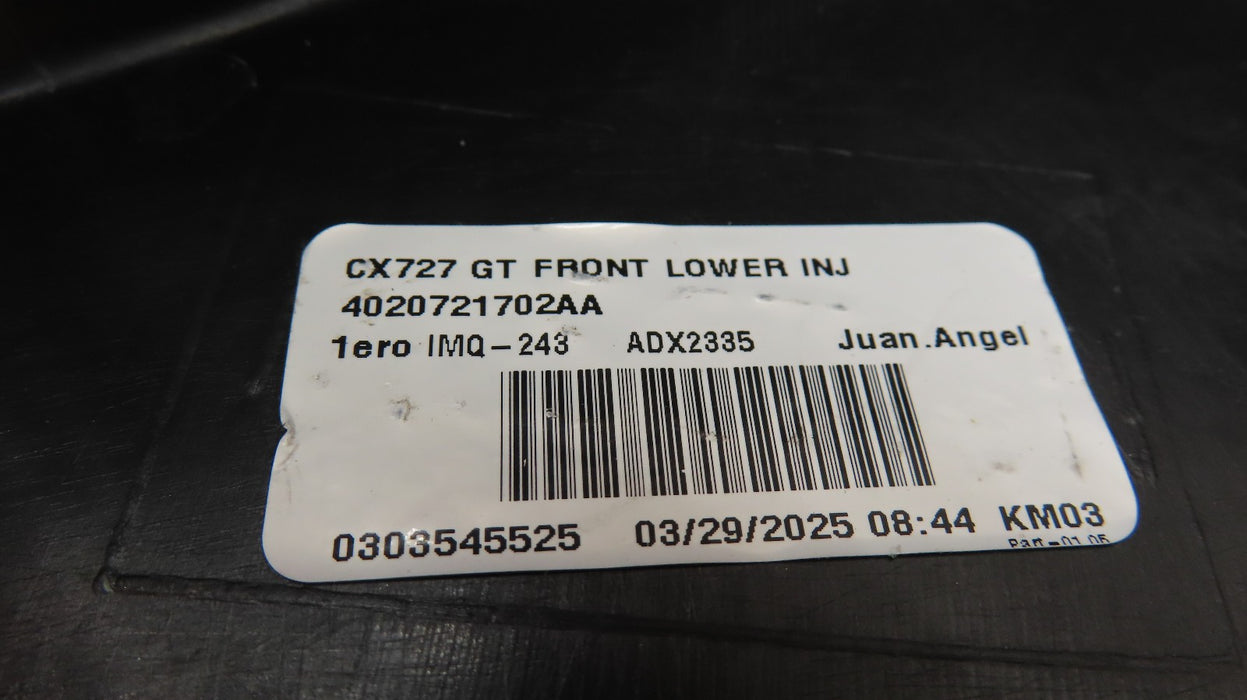 CX727 GT FRONT LOWER INJ
4020721702AA
1ero IMQ-243 ADX2335 Juan.Angel
0303545525 03/29/2025 08:44 KM03